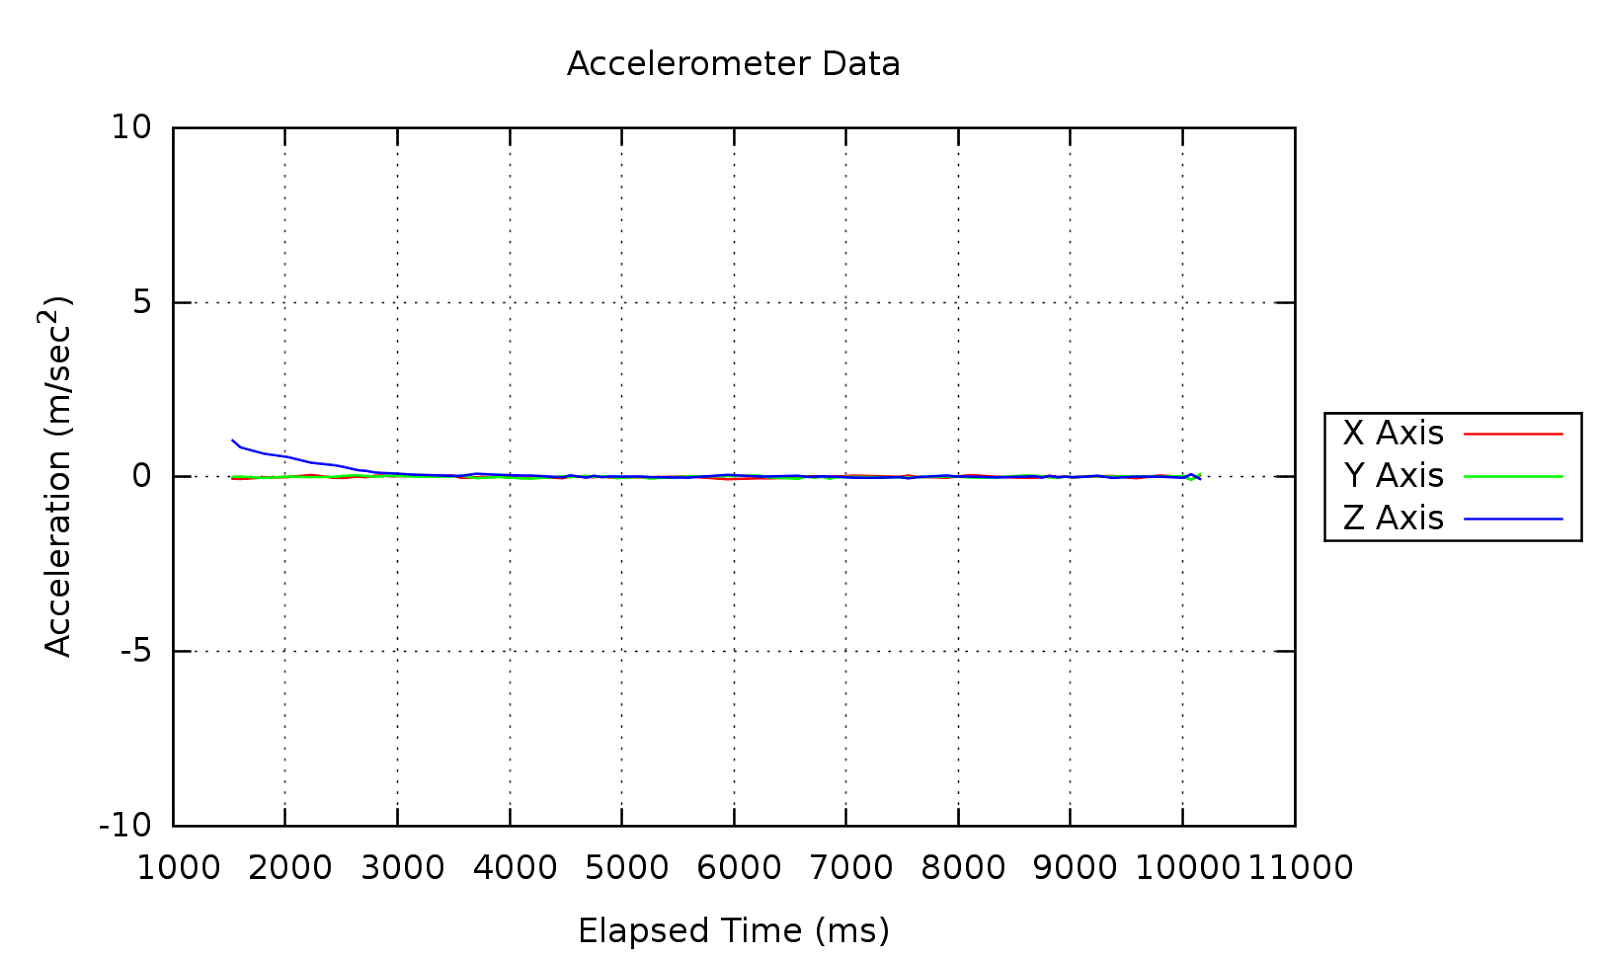 Accelerometer Data
10
5
0
-5
-10
Acceleration (m/sec²)
1000 2000 3000 4000 5000 6000 7000 8000 9000 10000 11000
Elapsed Time (ms)
X Axis
Y Axis
Z Axis